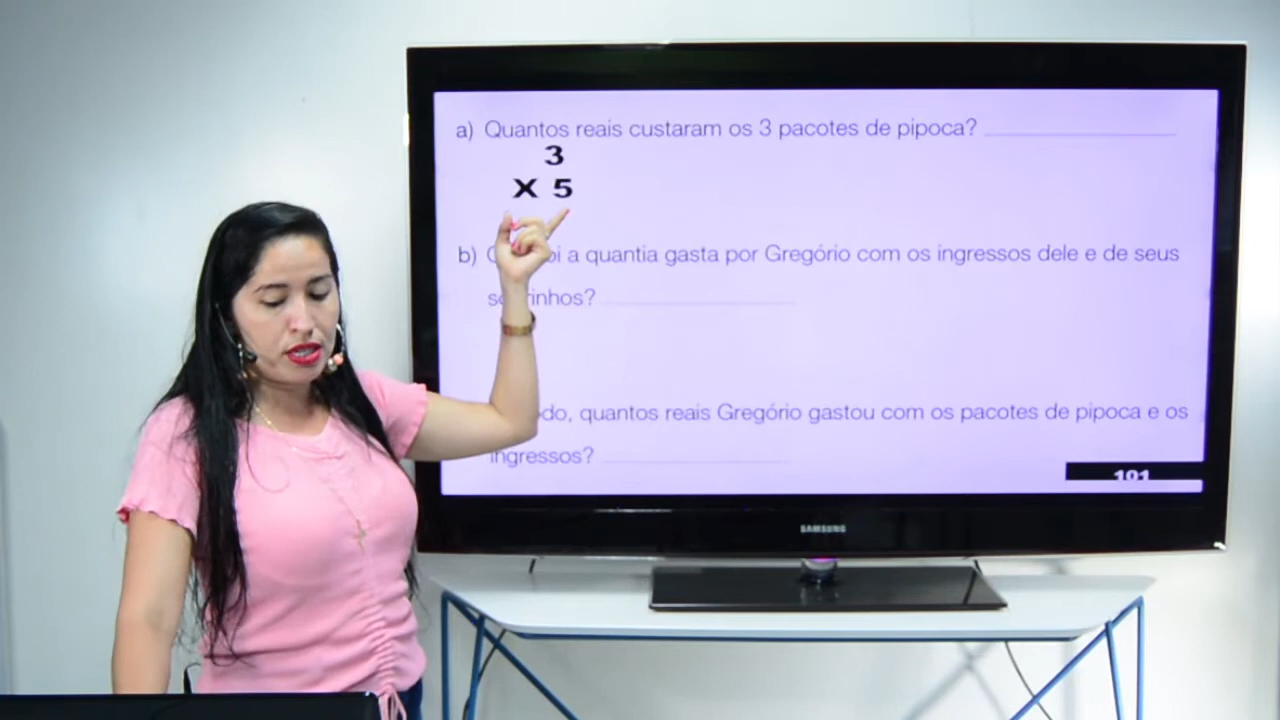 a) Quantos reais custaram os 3 pacotes de pipoca?
3
X 5
b) a quantia gasta por Gregório com os ingressos dele e de seus
quantos reais Gregório gastou com os pacotes de pipoca e os
ingressos?
191
SAMSUNG